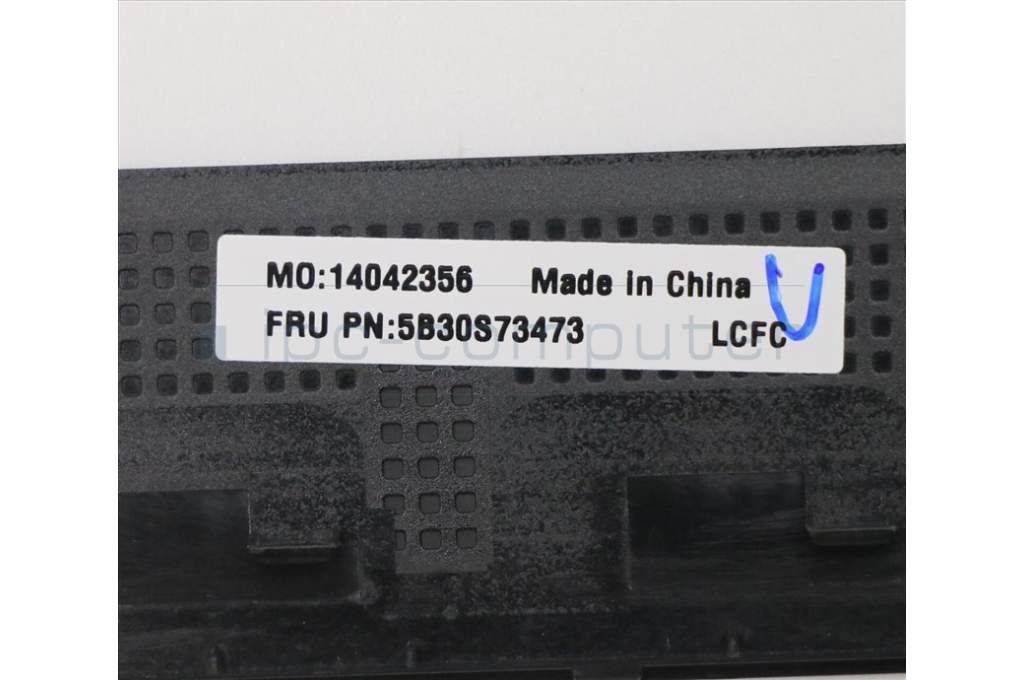 MO:14042356 Made in China
FRU PN:5B30S73473 LCFC
ipc-computer